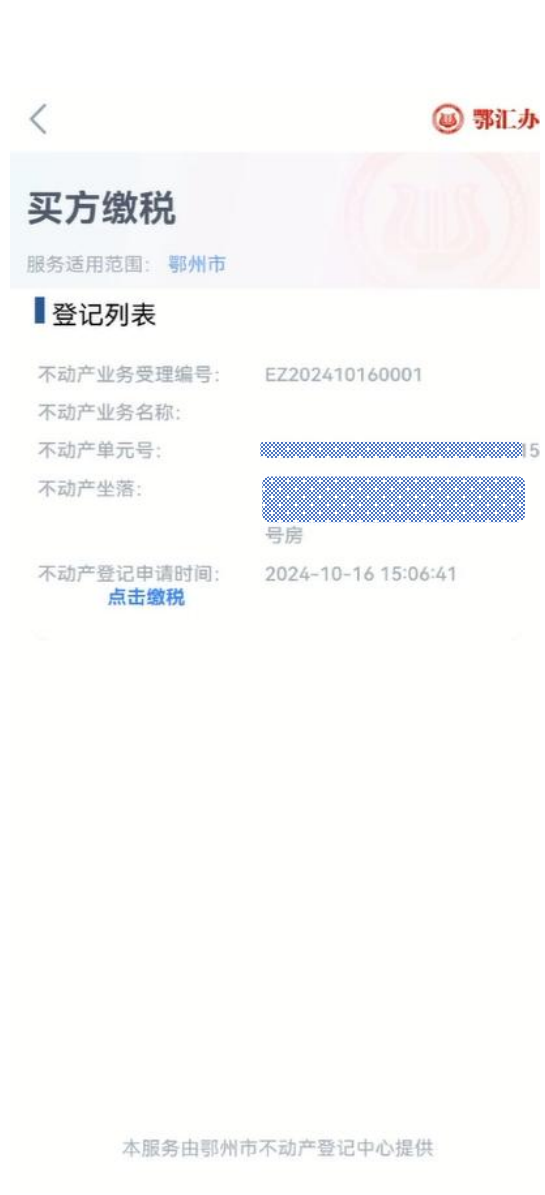 鄂汇办
买方缴税
服务适用范围： 鄂州市
登记列表
不动产业务受理编号： EZ202410160001
不动产业务名称：
不动产单元号： 15
不动产坐落：
号房
不动产登记申请时间： 2024-10-16 15:06:41
点击缴税
本服务由鄂州市不动产登记中心提供